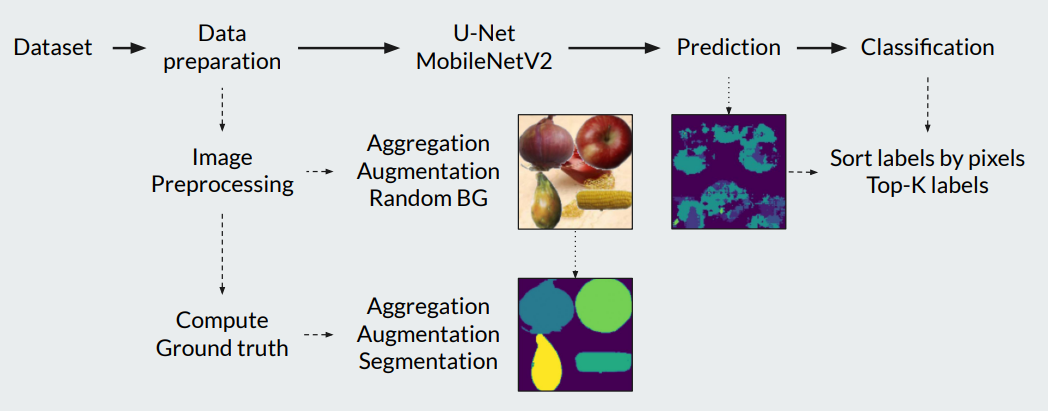 Dataset
Data
preparation
U-Net
MobileNetV2
Prediction
Classification
Image
Preprocessing
Aggregation
Augmentation
Random BG
Sort labels by pixels
Top-K labels
Compute
Ground truth
Aggregation
Augmentation
Segmentation